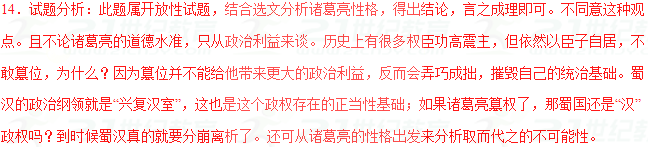 14．试题分析：此题属开放性试题，结合选文分析诸葛亮性格，得出结论，言之成理即可。不同意这种观
点。且不论诸葛亮的道德水准，只从政治利益来谈。历史上有很多权臣功高震主，但依然以臣子自居，不
敢篡位，为什么？因为篡位并不能给他带来更大的政治利益，反而会弄巧成拙，摧毁自己的统治基础。蜀
汉的政治纲领就是“兴复汉室”，这也是这个政权存在的正当性基础；如果诸葛亮篡权了，那蜀国还是“汉”
政权吗？到时候蜀汉真的就要分崩离析了。还可从诸葛亮的性格出发来分析取而代之的不可能性。